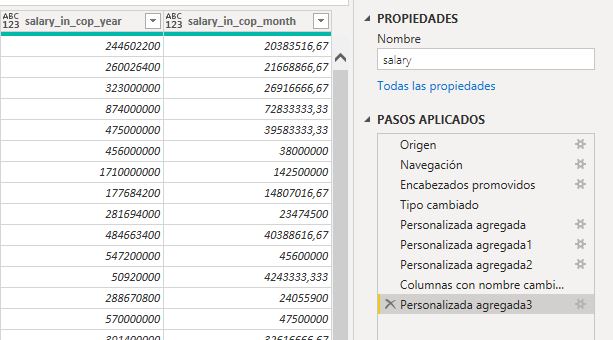 ABC 123 salary_in_cop_year ABC 123 salary_in_cop_month
244602200 20383516,67
260026400 21668866,67
323000000 26916666,67
874000000 72833333,33
475000000 39583333,33
456000000 38000000
1710000000 142500000
177684200 14807016,67
281694000 23474500
484663400 40388616,67
547200000 45600000
50920000 4243333,333
288670800 24055900
570000000 47500000
391400000 32616666,67
PROPIEDADES
Nombre
salary
Todas las propiedades
PASOS APLICADOS
Origen
Navegación
Encabezados promovidos
Tipo cambiado
Personalizada agregada
Personalizada agregada1
Personalizada agregada2
Columnas con nombre cambi...
Personalizada agregada3